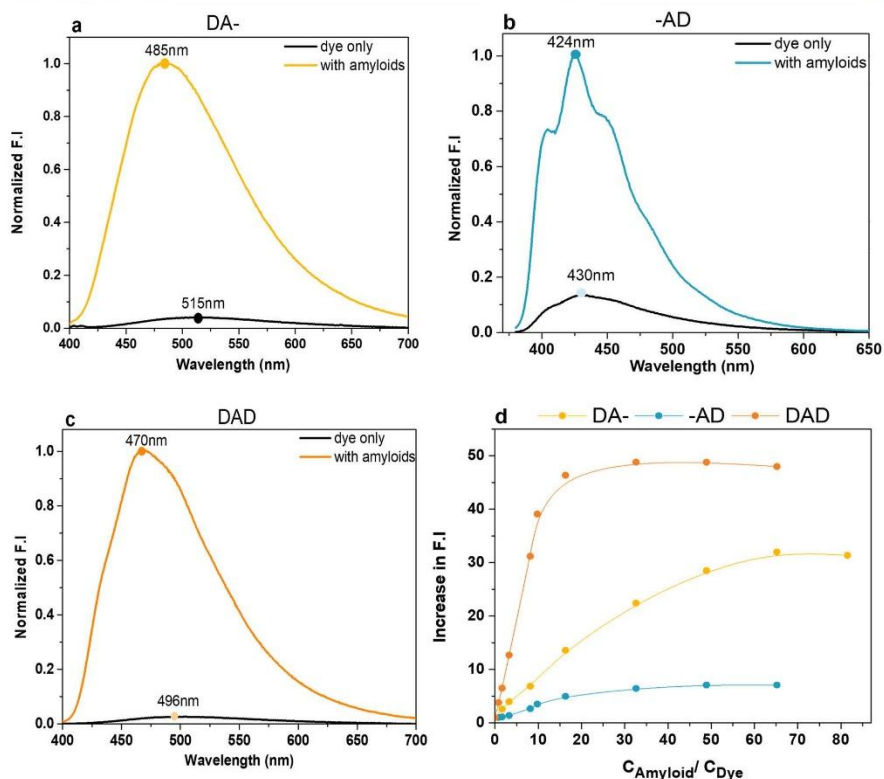 a
DA-
485nm
dye only
with amyloids
1.0
0.8
0.6
0.4
0.2
0.0
Normalized F.I
515nm
400 450 500 550 600 650 700
Wavelength (nm)
b
-AD
424nm
dye only
with amyloids
1.0
0.8
0.6
0.4
0.2
0.0
Normalized F.I
430nm
400 450 500 550 600 650
Wavelength (nm)
c
DAD
470nm
dye only
with amyloids
1.0
0.8
0.6
0.4
0.2
0.0
Normalized F.I
496nm
400 450 500 550 600 650 700
Wavelength (nm)
d
DA- -AD DAD
50
40
30
20
10
0
Increase in F.I
0 10 20 30 40 50 60 70 80
CAmyloid/ CDye